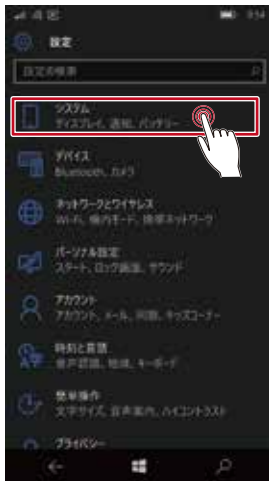 9:54
設定
設定の検索
システム
ディスプレイ、通知、バッテリー
デバイス
Bluetooth、カメラ
ネットワークとワイヤレス
Wi-Fi、機内モード、携帯ネットワーク
パーソナル設定
スタート、ロック画面、サウンド
アカウント
アカウント、メール、同期、キッズコーナー
時刻と言語
音声認識、地域、キーボード
簡単操作
文字サイズ、音声案内、ハイコントラスト
プライバシー